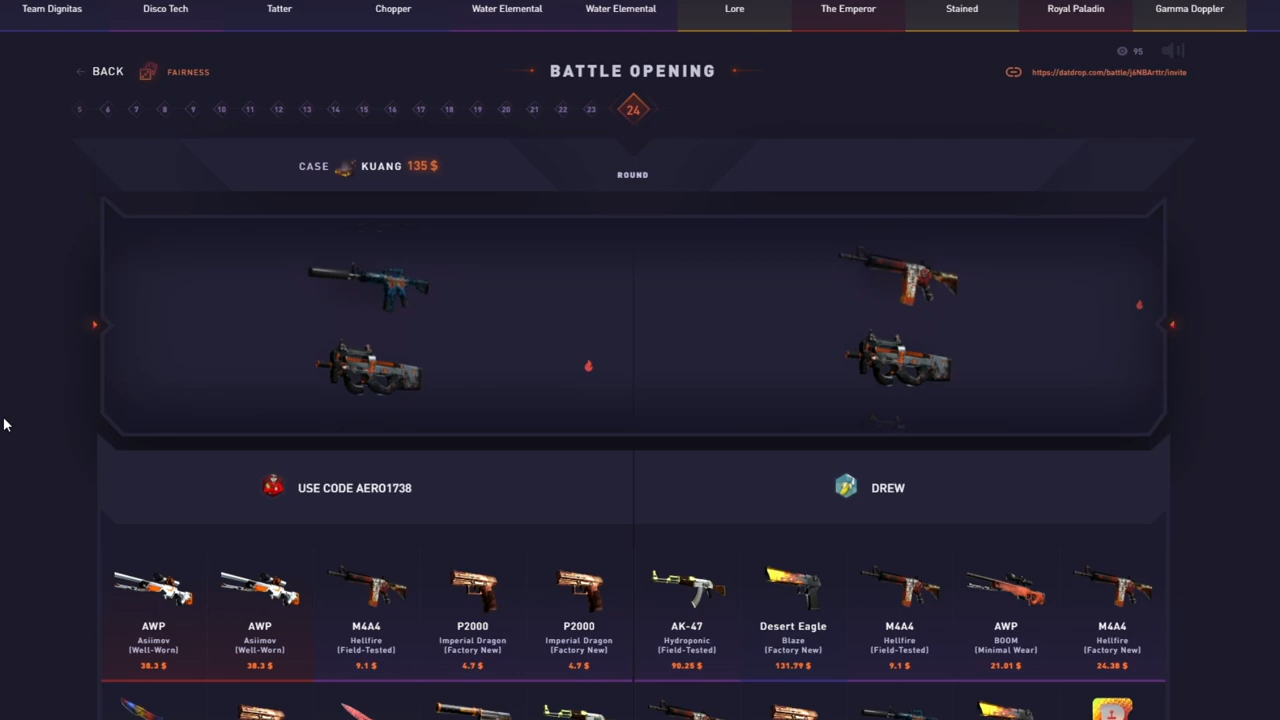 Team Dignitas Disco Tech Tatter Chopper Water Elemental Water Elemental Lore The Emperor Stained Royal Paladin Gamma Doppler
95
BACK FAIRNESS BATTLE OPENING https://datdrop.com/battle/j6NBArttr/invite
5 6 7 8 9 10 11 12 13 14 15 16 17 18 19 20 21 22 23 24
CASE KUANG 135 $
ROUND
USE CODE AERO1738 DREW
AWP AWP M4A4 P2000 P2000 AK-47 Desert Eagle M4A4 AWP M4A4
Asiimov Asiimov Hellfire Imperial Dragon Imperial Dragon Hydroponic Blaze Hellfire BOOM Hellfire
(Well-Worn) (Well-Worn) (Field-Tested) (Factory New) (Factory New) (Field-Tested) (Factory New) (Field-Tested) (Minimal Wear) (Factory New)
38.3 $ 38.3 $ 9.1 $ 4.7 $ 4.7 $ 90.25 $ 131.79 $ 9.1 $ 21.01 $ 24.38 $